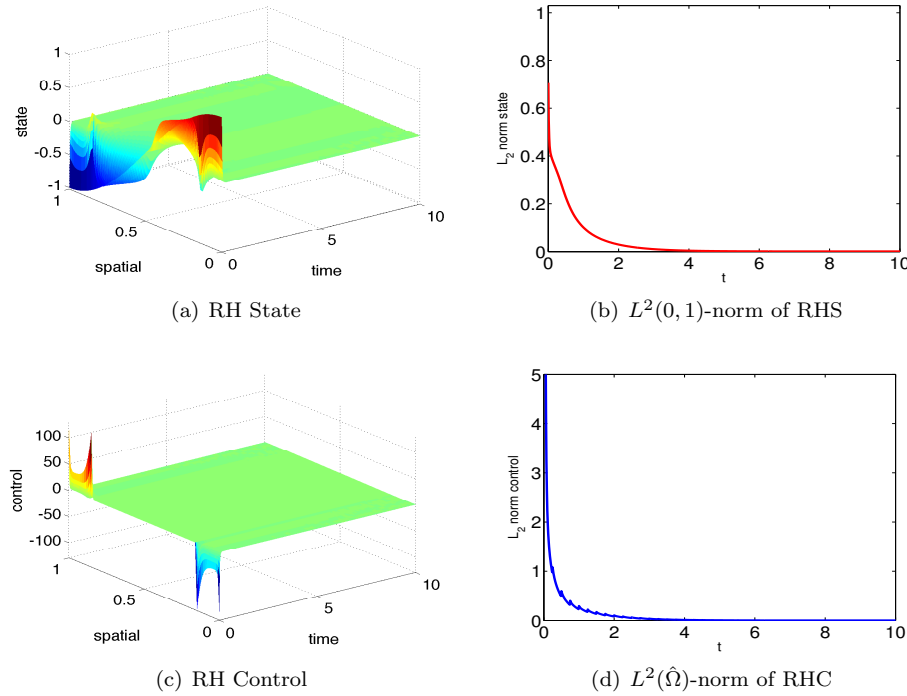 1
0.5
0
-0.5
-1
state
1
0.5
0
spatial
0
5
10
time
(a) RH State
1
0.8
0.6
0.4
0.2
0
L_2 norm state
0 2 4 6 8 10
t
(b) L²(0, 1)-norm of RHS
100
50
0
-50
-100
control
1
0.5
0
spatial
0
5
10
time
(c) RH Control
5
4
3
2
1
0
L_2 norm control
0 2 4 6 8 10
t
(d) L²(Ω̂)-norm of RHC